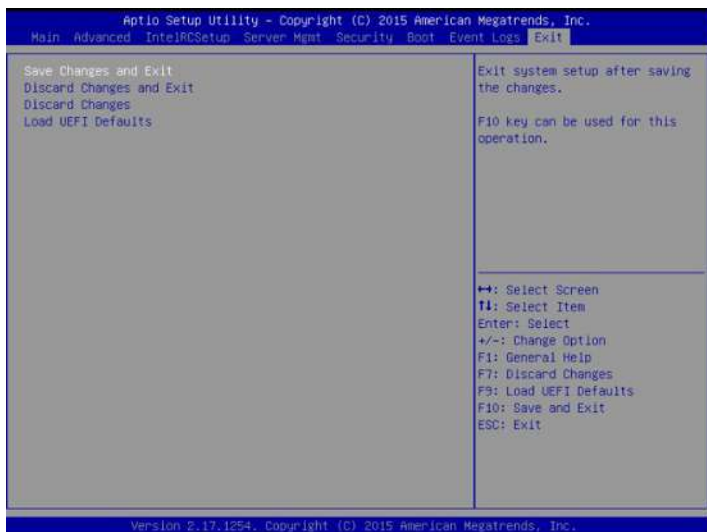 Aptio Setup Utility - Copyright (C) 2015 American Megatrends, Inc.
Main Advanced IntelRCSetup Server Mgmt Security Boot Event Logs Exit
Save Changes and Exit
Discard Changes and Exit
Discard Changes
Load UEFI Defaults
Exit system setup after saving
the changes.
F10 key can be used for this
operation.
↔: Select Screen
↑↓: Select Item
Enter: Select
+/-: Change Option
F1: General Help
F7: Discard Changes
F9: Load UEFI Defaults
F10: Save and Exit
ESC: Exit
Version 2.17.1254. Copyright (C) 2015 American Megatrends, Inc.